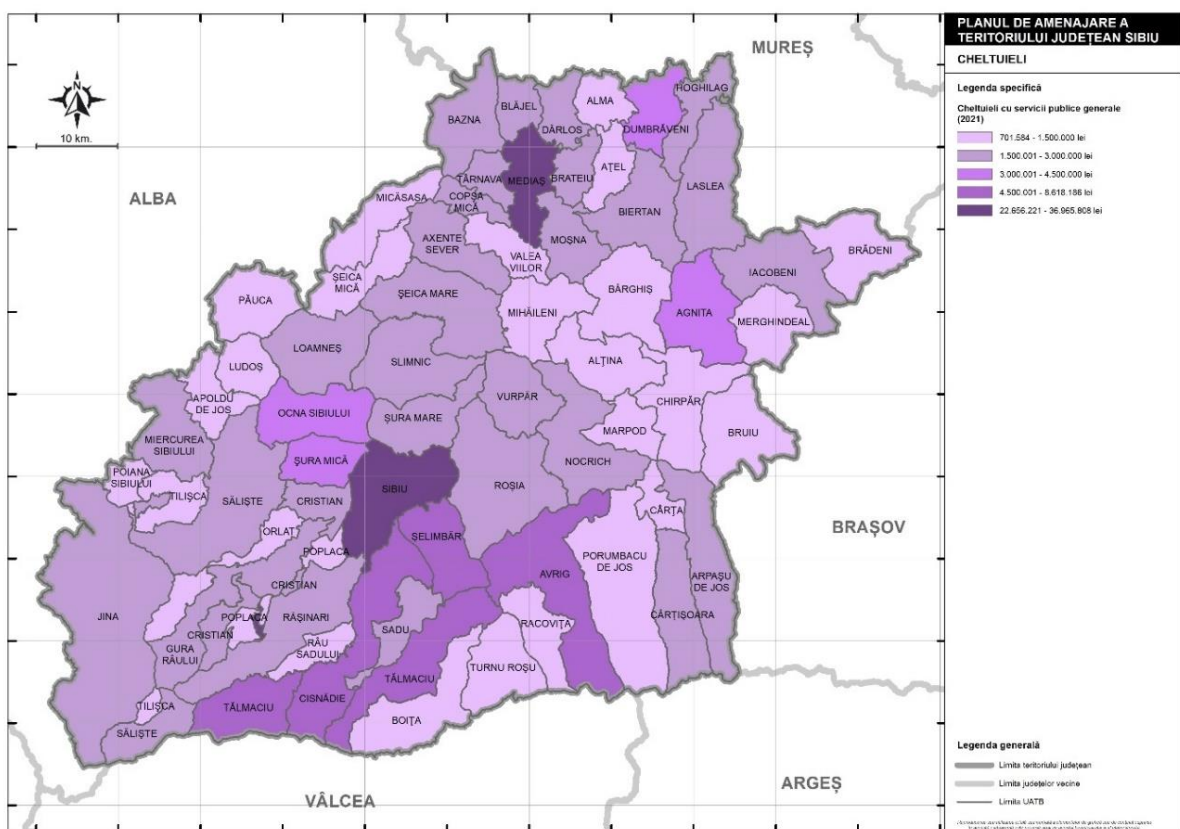 PLANUL DE AMENAJARE A
TERITORIULUI JUDEȚEAN SIBIU
CHELTUIELI
Legenda specifică
Cheltuieli cu servicii publice generale
(2021)
701.584 - 1.500.000 lei
1.500.001 - 3.000.000 lei
3.000.001 - 4.500.000 lei
4.500.001 - 8.618.186 lei
22.656.221 - 36.965.808 lei
N
10 km.
MUREȘ
ALBA
BRAȘOV
ARGEȘ
VÂLCEA
HOGHILAG
BLĂJEL
ALMA
BAZNA
DÂRLOS
DUMBRĂVENI
AȚEL
TÂRNAVA
MEDIAȘ
BRATEIU
LASLEA
MICĂSASA
COPȘA
MICĂ
BIERTAN
AXENTE
SEVER
MOȘNA
VALEA
VIILOR
BRĂDENI
IACOBENI
ȘEICA
MICĂ
BÂRGHIȘ
ȘEICA MARE
PĂUCA
MIHĂILENI
AGNITA
MERGHINDEAL
LOAMNEȘ
SLIMNIC
ALȚINA
LUDOȘ
APOLDU
DE JOS
VURPĂR
CHIRPĂR
OCNA SIBIULUI
ȘURA MARE
MARPOD
BRUIU
MIERCUREA
SIBIULUI
ȘURA MICĂ
NOCRICH
POIANA
SIBIULUI
TILIȘCA
SĂLIȘTE
CRISTIAN
SIBIU
ROȘIA
CÂRȚA
ORLAT
ȘELIMBĂR
POPLACA
PORUMBACU
DE JOS
AVRIG
ARPAȘU
DE JOS
CRISTIAN
JINA
POPLACA
RĂȘINARI
CÂRȚIȘOARA
SADU
RACOVIȚA
CRISTIAN
GURA
RÂULUI
RÂU
SADULUI
TURNU ROȘU
TĂLMACIU
CISNĂDIE
TILIȘCA
TĂLMACIU
BOIȚA
SĂLIȘTE
Legenda generală
Limita teritoriului județean
Limita județelor vecine
Limita UATB